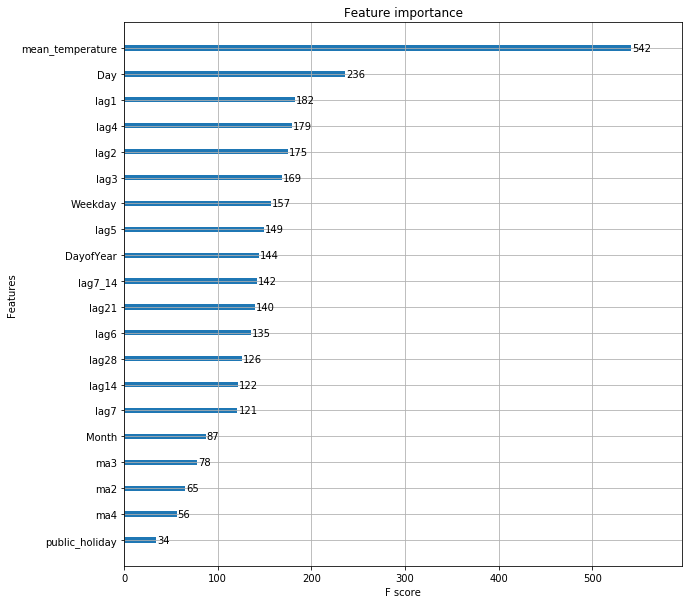 Feature importance
mean_temperature 542
Day 236
lag1 182
lag4 179
lag2 175
lag3 169
Weekday 157
lag5 149
DayofYear 144
lag7_14 142
lag21 140
lag6 135
lag28 126
lag14 122
lag7 121
Month 87
ma3 78
ma2 65
ma4 56
public_holiday 34
Features
0 100 200 300 400 500
F score